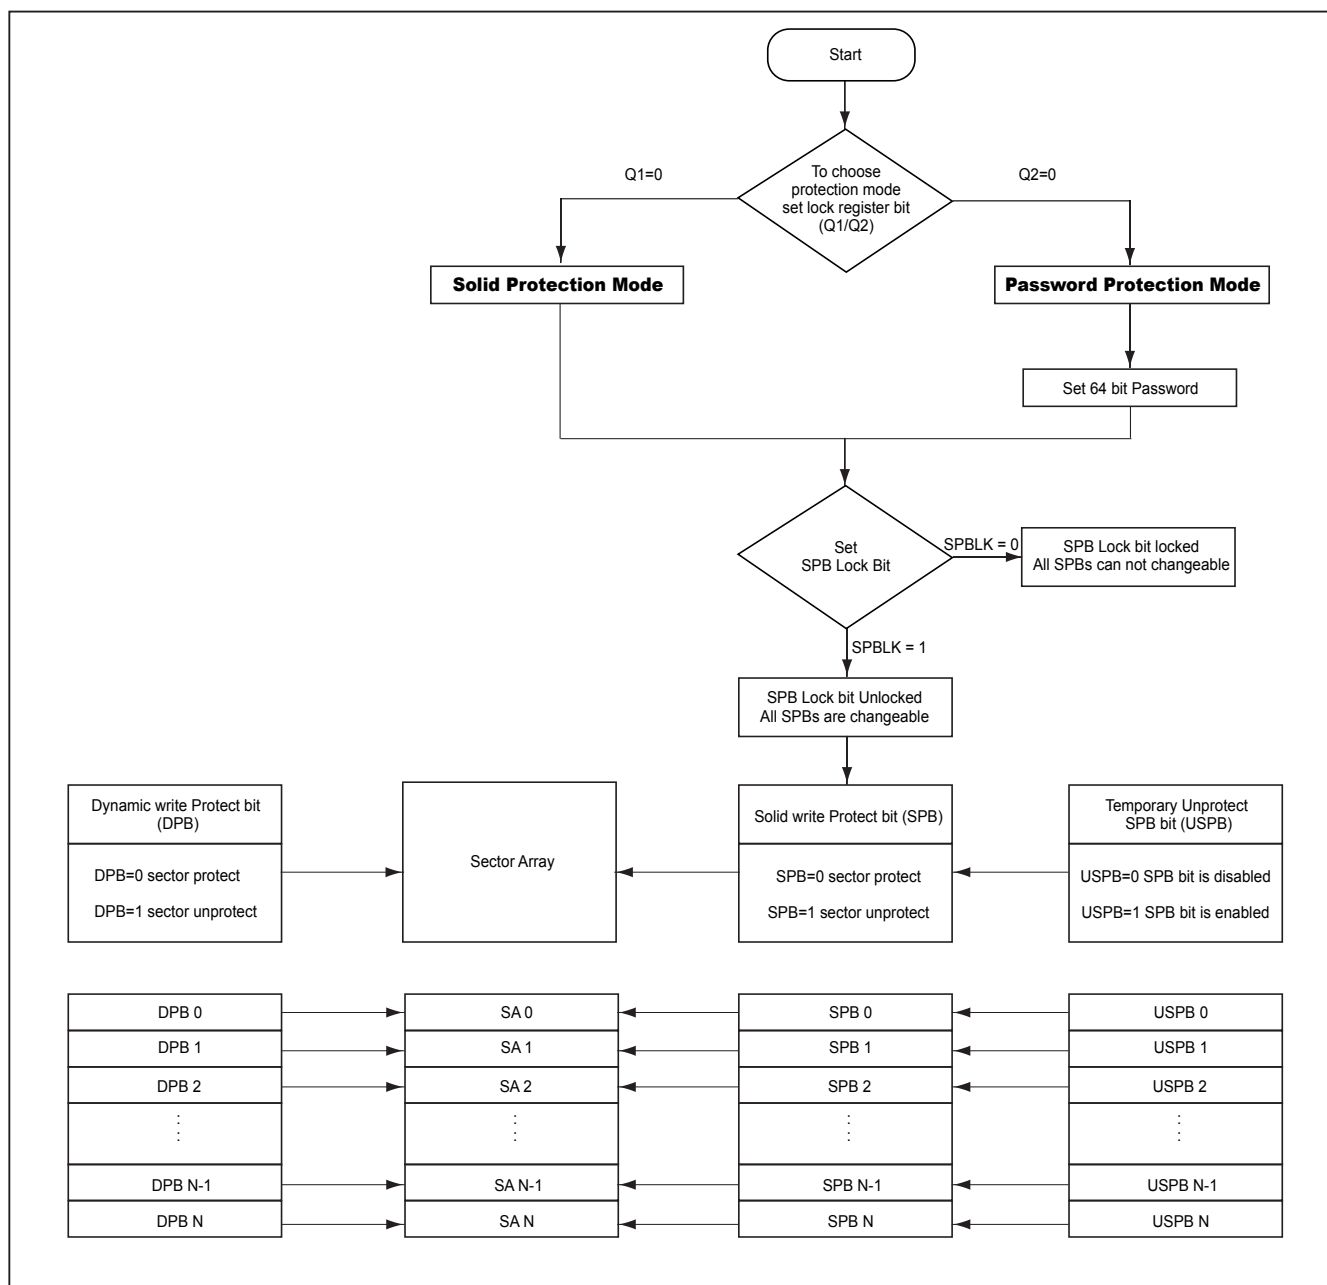 Start
To choose
protection mode
set lock register bit
(Q1/Q2)
Q1=0
Q2=0
Solid Protection Mode
Password Protection Mode
Set 64 bit Password
Set
SPB Lock Bit
SPBLK = 0
SPB Lock bit locked
All SPBs can not changeable
SPBLK = 1
SPB Lock bit Unlocked
All SPBs are changeable
Dynamic write Protect bit
(DPB)
DPB=0 sector protect
DPB=1 sector unprotect
Sector Array
Solid write Protect bit (SPB)
SPB=0 sector protect
SPB=1 sector unprotect
Temporary Unprotect
SPB bit (USPB)
USPB=0 SPB bit is disabled
USPB=1 SPB bit is enabled
DPB 0 SA 0 SPB 0 USPB 0
DPB 1 SA 1 SPB 1 USPB 1
DPB 2 SA 2 SPB 2 USPB 2
DPB N-1 SA N-1 SPB N-1 USPB N-1
DPB N SA N SPB N USPB N